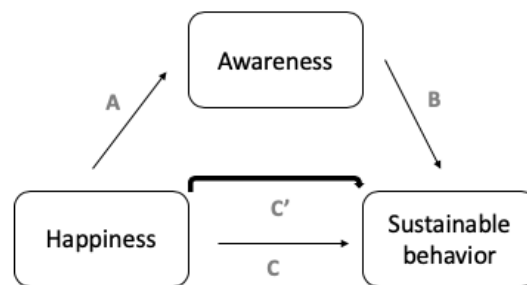 Awareness
A
B
C’
Happiness
Sustainable
behavior
C